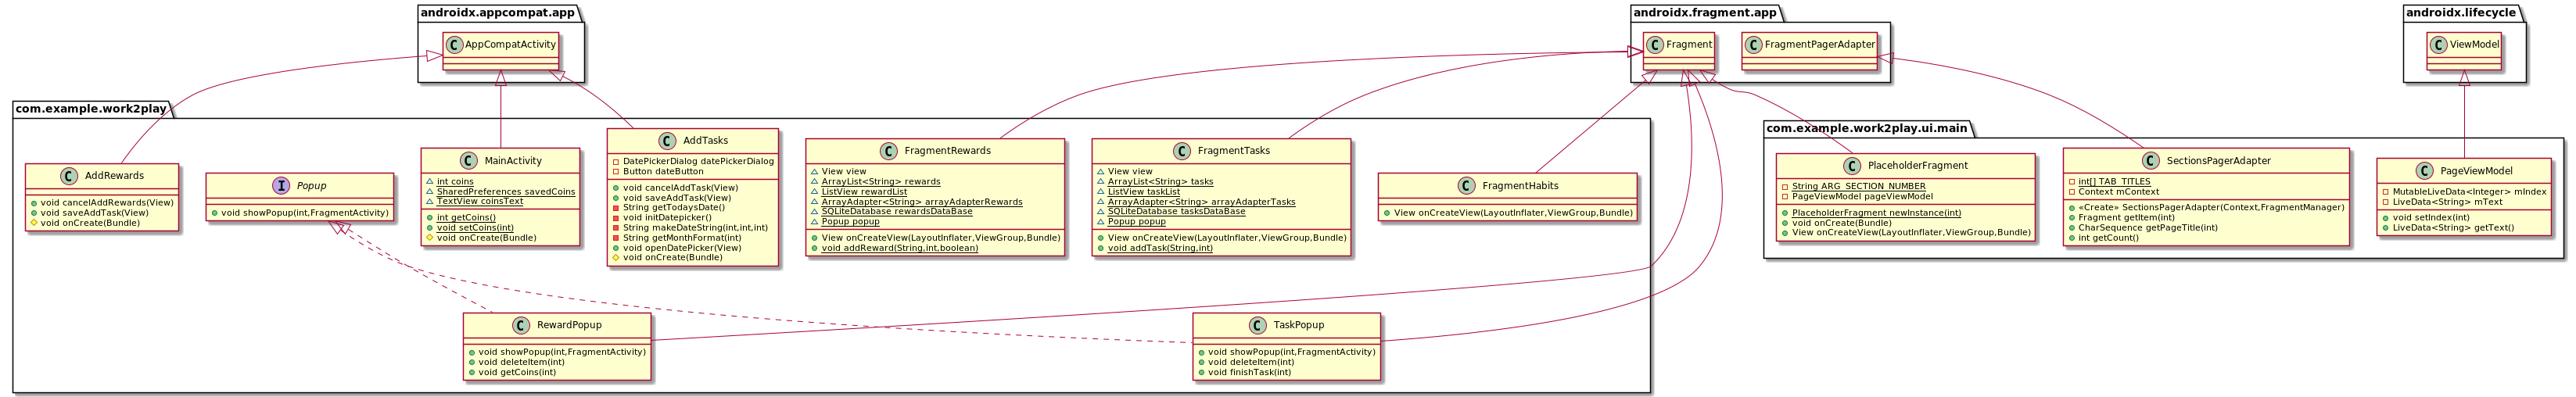 androidx.appcompat.app
C AppCompatActivity
androidx.fragment.app
C Fragment
C FragmentPagerAdapter
androidx.lifecycle
C ViewModel
com.example.work2play
C AddRewards
void cancelAddRewards(View)
void saveAddTask(View)
void onCreate(Bundle)
I Popup
void showPopup(int,FragmentActivity)
C MainActivity
int coins
SharedPreferences savedCoins
TextView coinsText
int getCoins()
void setCoins(int)
void onCreate(Bundle)
C AddTasks
DatePickerDialog datePickerDialog
Button dateButton
void cancelAddTask(View)
void saveAddTask(View)
String getTodaysDate()
void initDatepicker()
String makeDateString(int,int,int)
String getMonthFormat(int)
void openDatePicker(View)
void onCreate(Bundle)
C FragmentRewards
View view
ArrayList<String> rewards
ListView rewardList
ArrayAdapter<String> arrayAdapterRewards
SQLiteDatabase rewardsDataBase
Popup popup
View onCreateView(LayoutInflater,ViewGroup,Bundle)
void addReward(String,int,boolean)
C FragmentTasks
View view
ArrayList<String> tasks
ListView taskList
ArrayAdapter<String> arrayAdapterTasks
SQLiteDatabase tasksDataBase
Popup popup
View onCreateView(LayoutInflater,ViewGroup,Bundle)
void addTask(String,int)
C FragmentHabits
View onCreateView(LayoutInflater,ViewGroup,Bundle)
C RewardPopup
void showPopup(int,FragmentActivity)
void deleteItem(int)
void getCoins(int)
C TaskPopup
void showPopup(int,FragmentActivity)
void deleteItem(int)
void finishTask(int)
com.example.work2play.ui.main
C PlaceholderFragment
String ARG_SECTION_NUMBER
PageViewModel pageViewModel
PlaceholderFragment newInstance(int)
void onCreate(Bundle)
View onCreateView(LayoutInflater,ViewGroup,Bundle)
C SectionsPagerAdapter
int[] TAB_TITLES
Context mContext
«Create» SectionsPagerAdapter(Context,FragmentManager)
Fragment getItem(int)
CharSequence getPageTitle(int)
int getCount()
C PageViewModel
MutableLiveData<Integer> mIndex
LiveData<String> mText
void setIndex(int)
LiveData<String> getText()